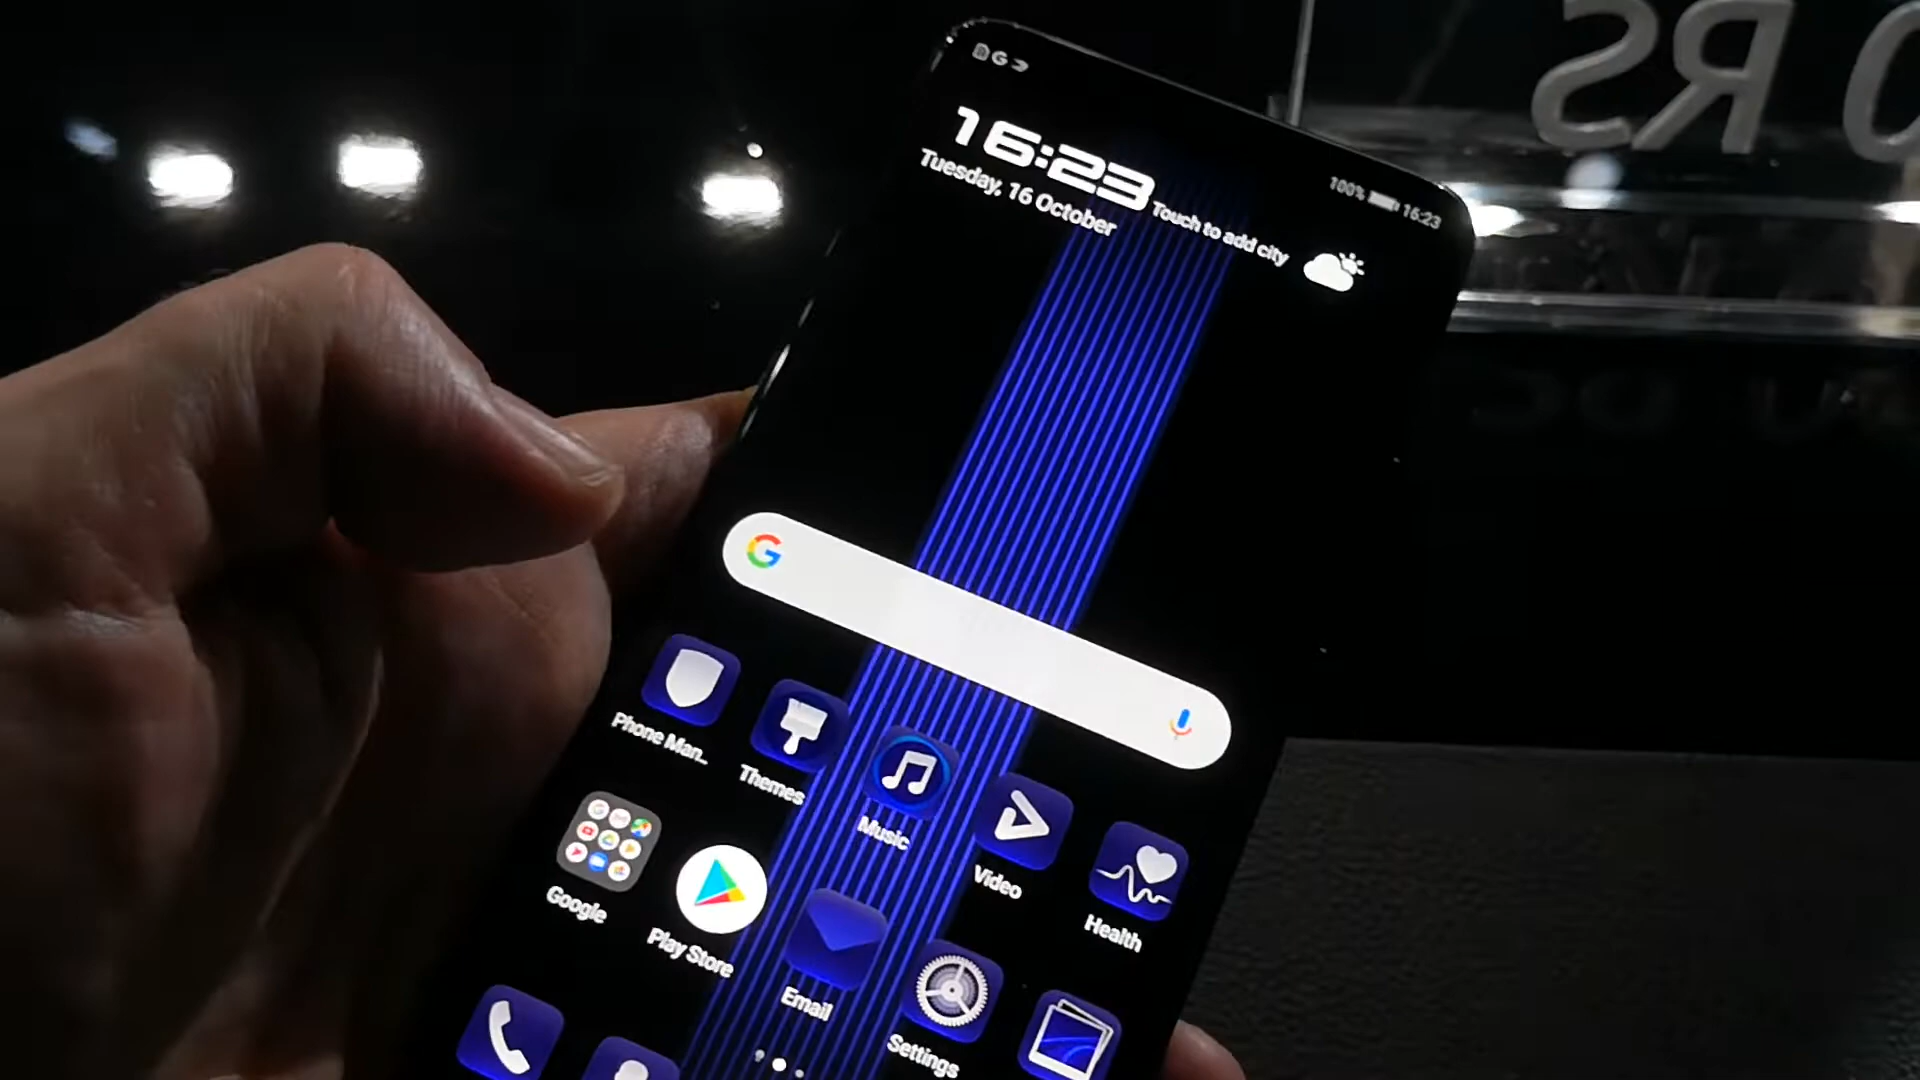 16:23
Tuesday, 16 October
Touch to add city
100% 16:23
G
Phone Man...
Themes
Music
Video
Health
Google
Play Store
Email
Settings
RS